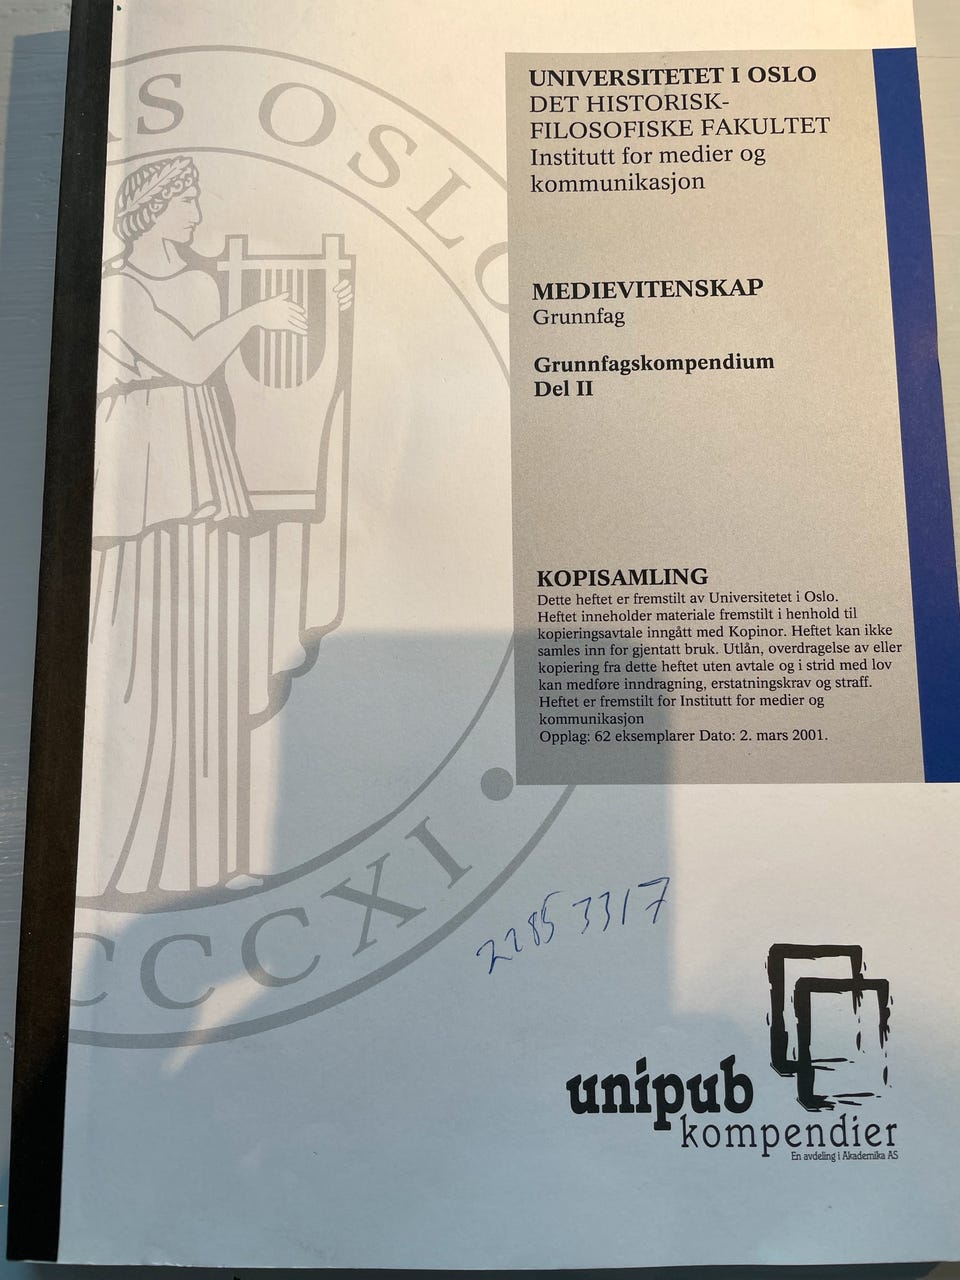 AS OSLO
UNIVERSITETET I OSLO
DET HISTORISK-
FILOSOFISKE FAKULTET
Institutt for medier og
kommunikasjon
MEDIEVITENSKAP
Grunnfag
Grunnfagskompendium
Del II
KOPISAMLING
Dette heftet er fremstilt av Universitetet i Oslo.
Heftet inneholder materiale fremstilt i henhold til
kopieringsavtale inngått med Kopinor. Heftet kan ikke
samles inn for gjentatt bruk. Utlån, overdragelse av eller
kopiering fra dette heftet uten avtale og i strid med lov
kan medføre inndragning, erstatningskrav og straff.
Heftet er fremstilt for Institutt for medier og
kommunikasjon
Opplag: 62 eksemplarer Dato: 2. mars 2001.
CCCXI
2285 3317
unipub
kompendier
En avdeling i Akademika AS